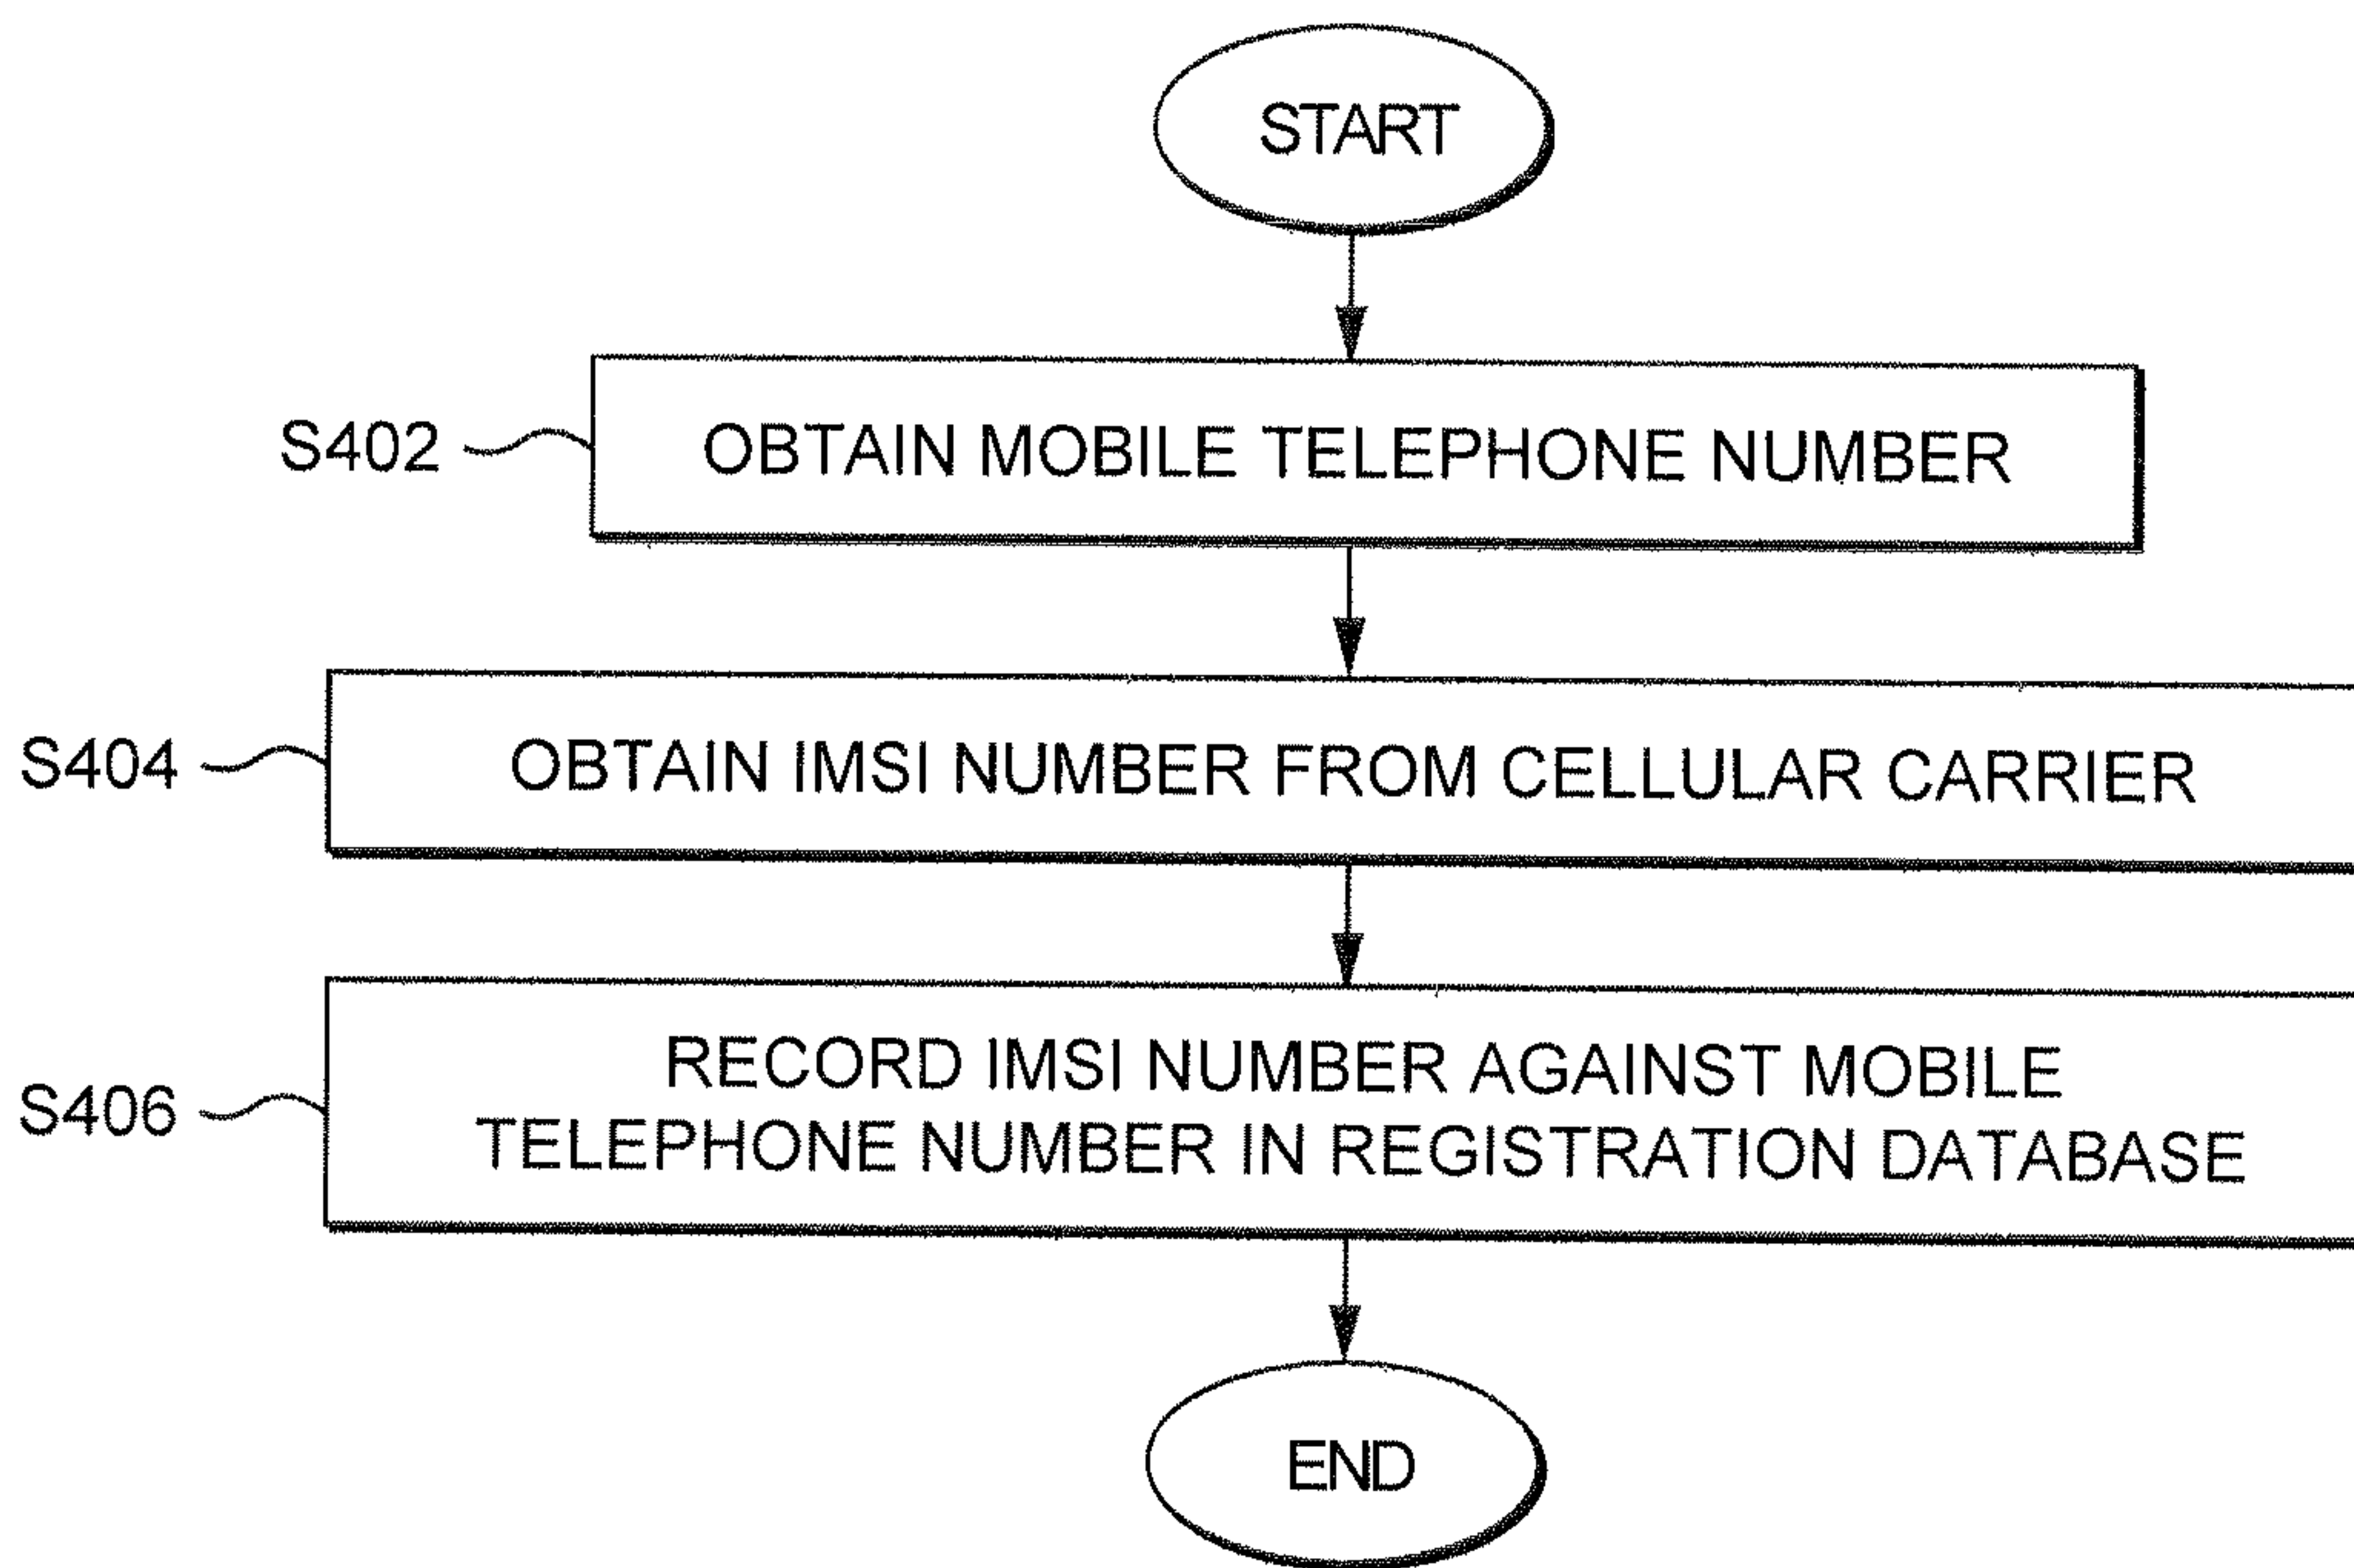 START
S402
OBTAIN MOBILE TELEPHONE NUMBER
S404
OBTAIN IMSI NUMBER FROM CELLULAR CARRIER
S406
RECORD IMSI NUMBER AGAINST MOBILE
TELEPHONE NUMBER IN REGISTRATION DATABASE
END